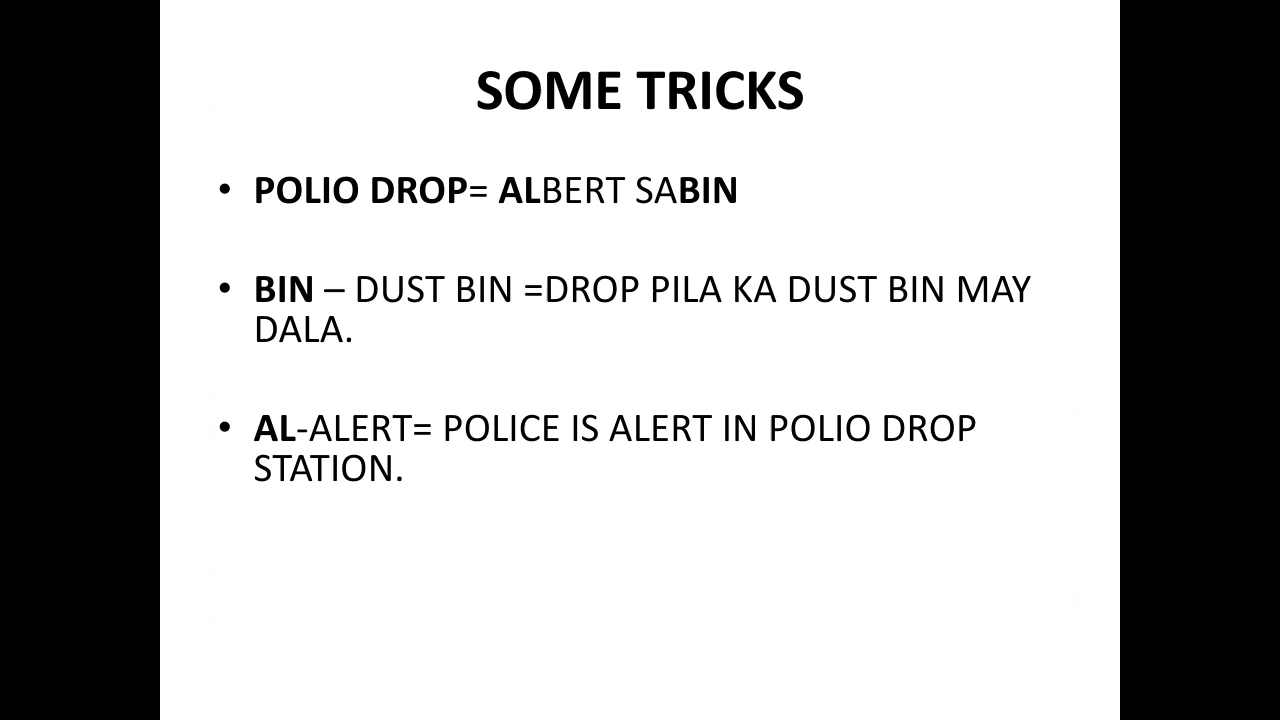 SOME TRICKS
• POLIO DROP= ALBERT SABIN
• BIN – DUST BIN =DROP PILA KA DUST BIN MAY
DALA.
• AL-ALERT= POLICE IS ALERT IN POLIO DROP
STATION.